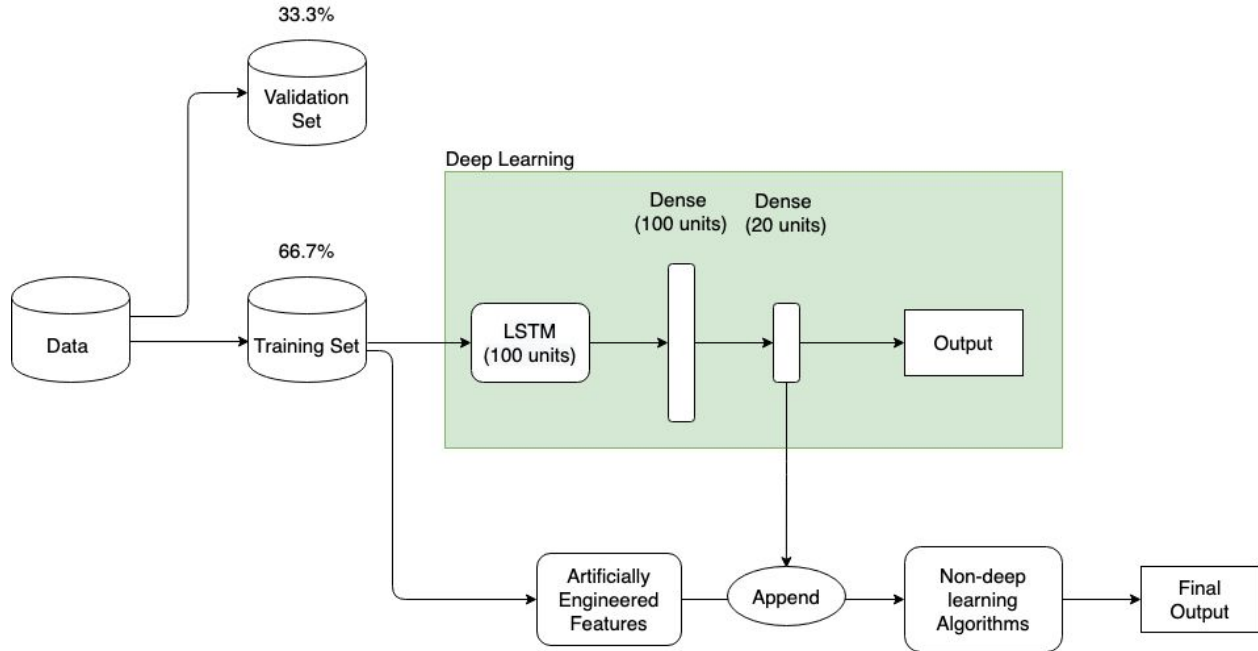 33.3%
Validation
Set
Deep Learning
Dense
(100 units)
Dense
(20 units)
66.7%
Data
Training Set
LSTM
(100 units)
Output
Artificially
Engineered
Features
Append
Non-deep
learning
Algorithms
Final
Output